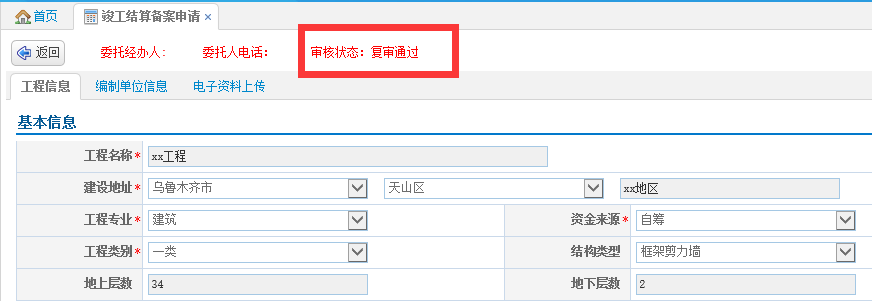 首页 竣工结算备案申请 ×
返回 委托经办人: 委托人电话: 审核状态: 复审通过
工程信息 编制单位信息 电子资料上传
基本信息
工程名称* xx工程
建设地址* 乌鲁木齐市 天山区 xx地区
工程专业* 建筑 资金来源* 自筹
工程类别* 一类 结构类型 框架剪力墙
地上层数 34 地下层数 2